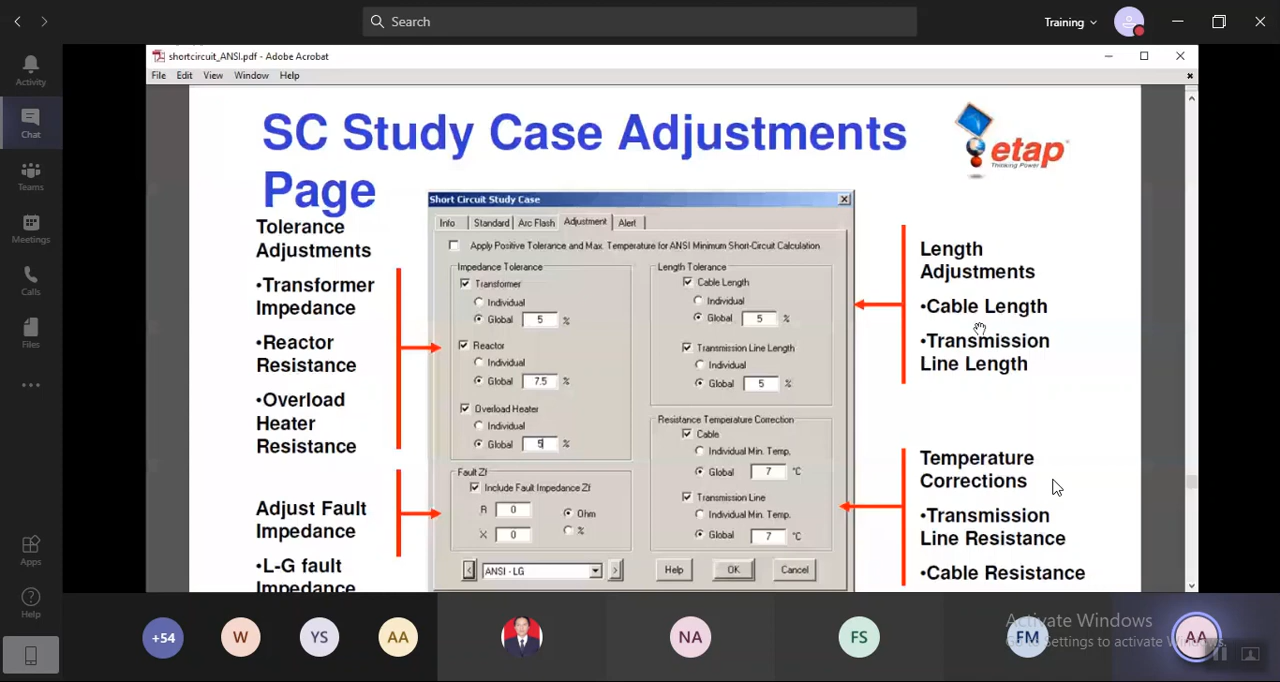 Search
Training
Activity
Chat
Teams
Meetings
Calls
Files
Apps
Help
shortcircuit_ANSI.pdf - Adobe Acrobat
File Edit View Window Help
SC Study Case Adjustments
Page
etap
Thinking Power
Tolerance
Adjustments
•Transformer
Impedance
•Reactor
Resistance
•Overload
Heater
Resistance
Adjust Fault
Impedance
•L-G fault
Impedance
Short Circuit Study Case
Info Standard Arc Flash Adjustment Alert
Apply Positive Tolerance and Max. Temperature for ANSI Minimum Short-Circuit Calculation
Impedance Tolerance
Transformer
Individual
Global 5 %
Reactor
Individual
Global 7.5 %
Overload Heater
Individual
Global 5 %
Fault Zf
Include Fault Impedance Zf
R 0 Ohm
X 0 %
Length Tolerance
Cable Length
Individual
Global 5 %
Transmission Line Length
Individual
Global 5 %
Resistance Temperature Correction
Cable
Individual Min. Temp.
Global 7 °C
Transmission Line
Individual Min. Temp.
Global 7 °C
ANSI - LG Help OK Cancel
Length
Adjustments
•Cable Length
•Transmission
Line Length
Temperature
Corrections
•Transmission
Line Resistance
•Cable Resistance
+54 W YS AA NA FS FM AA
Activate Windows
Go to Settings to activate Windows.